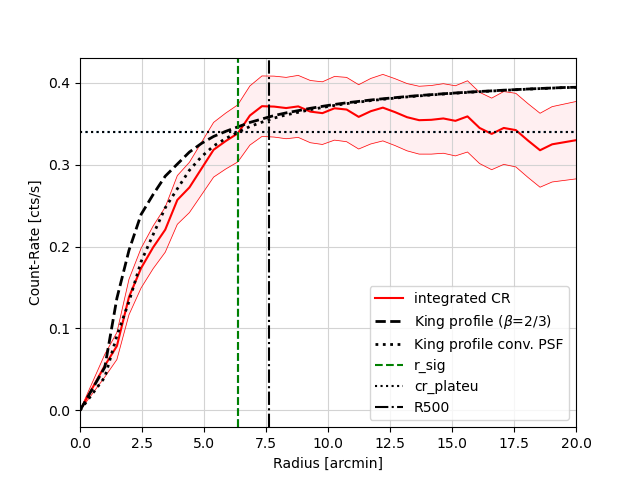 0.4
0.3
0.2
0.1
0.0
Count-Rate [cts/s]
integrated CR
King profile (β=2/3)
King profile conv. PSF
r_sig
cr_plateu
R500
0.0 2.5 5.0 7.5 10.0 12.5 15.0 17.5 20.0
Radius [arcmin]